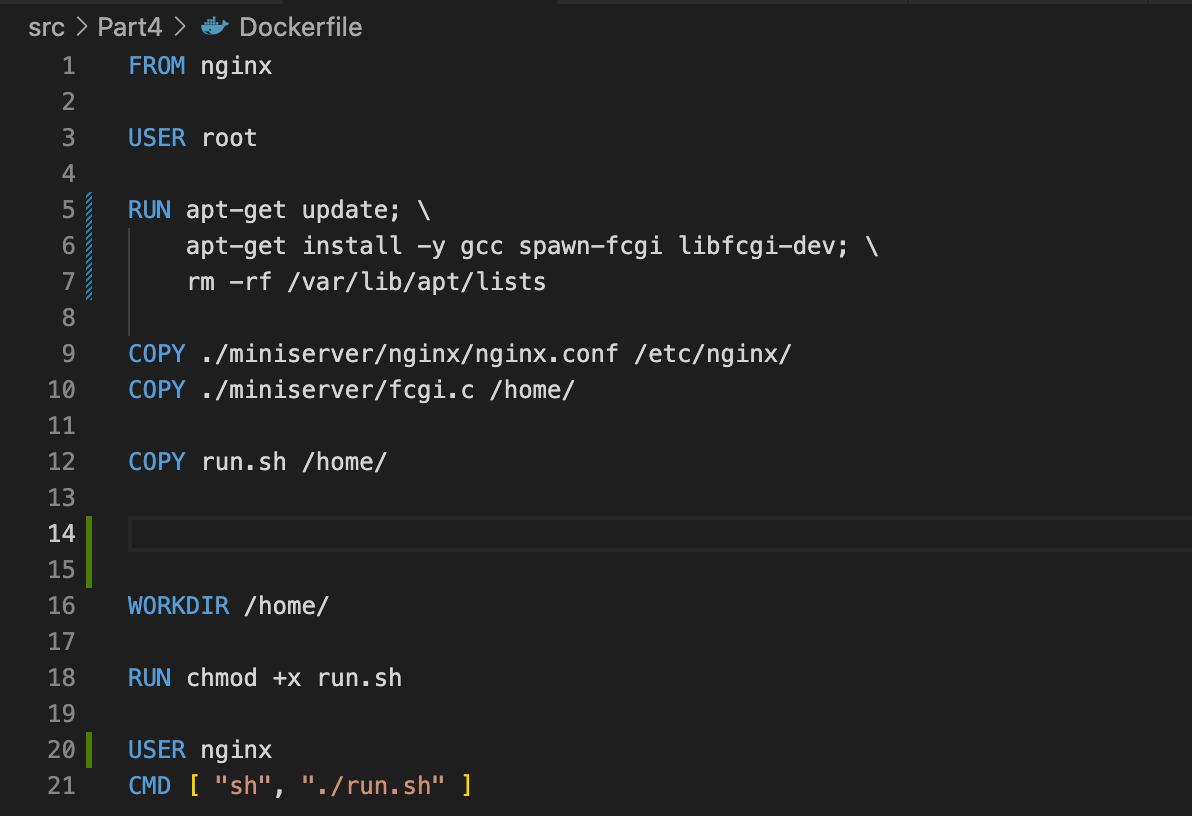 src > Part4 > Dockerfile
1 FROM nginx
2
3 USER root
4
5 RUN apt-get update; \
6 apt-get install -y gcc spawn-fcgi libfcgi-dev; \
7 rm -rf /var/lib/apt/lists
8
9 COPY ./miniserver/nginx/nginx.conf /etc/nginx/
10 COPY ./miniserver/fcgi.c /home/
11
12 COPY run.sh /home/
13
14
15
16 WORKDIR /home/
17
18 RUN chmod +x run.sh
19
20 USER nginx
21 CMD [ "sh", "./run.sh" ]